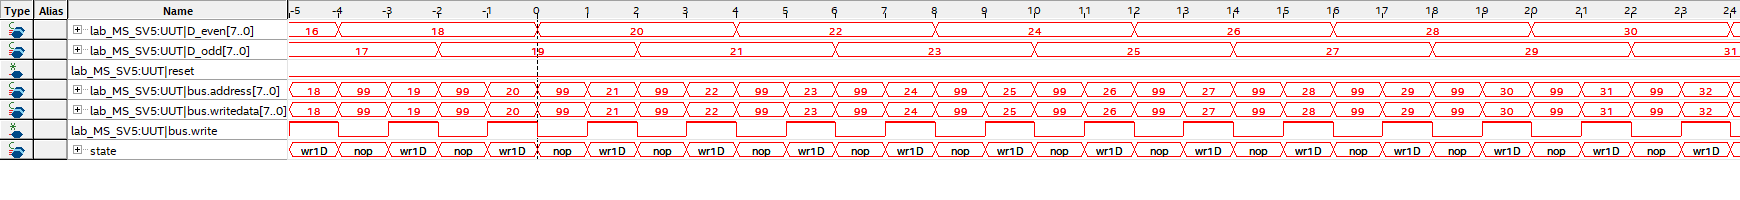 Type Alias Name -5 -4 -3 -2 -1 0 1 2 3 4 5 6 7 8 9 10 11 12 13 14 15 16 17 18 19 20 21 22 23 24
lab_MS_SV5:UUT|D_even[7..0] 16 18 20 22 24 26 28 30
lab_MS_SV5:UUT|D_odd[7..0] 17 19 21 23 25 27 29 31
lab_MS_SV5:UUT|reset
lab_MS_SV5:UUT|bus.address[7..0] 18 99 19 99 20 99 21 99 22 99 23 99 24 99 25 99 26 99 27 99 28 99 29 99 30 99 31 99 32
lab_MS_SV5:UUT|bus.writedata[7..0] 18 99 19 99 20 99 21 99 22 99 23 99 24 99 25 99 26 99 27 99 28 99 29 99 30 99 31 99 32
lab_MS_SV5:UUT|bus.write
state wr1D nop wr1D nop wr1D nop wr1D nop wr1D nop wr1D nop wr1D nop wr1D nop wr1D nop wr1D nop wr1D nop wr1D nop wr1D nop wr1D nop wr1D